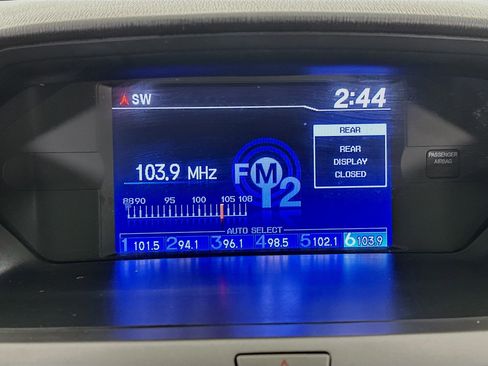 SW 2:44
REAR
REAR
DISPLAY
CLOSED
103.9 MHz FM 2
PASSENGER
AIRBAG
88 90 95 100 105 108
AUTO SELECT
1 101.5 2 94.1 3 96.1 4 98.5 5 102.1 6 103.9